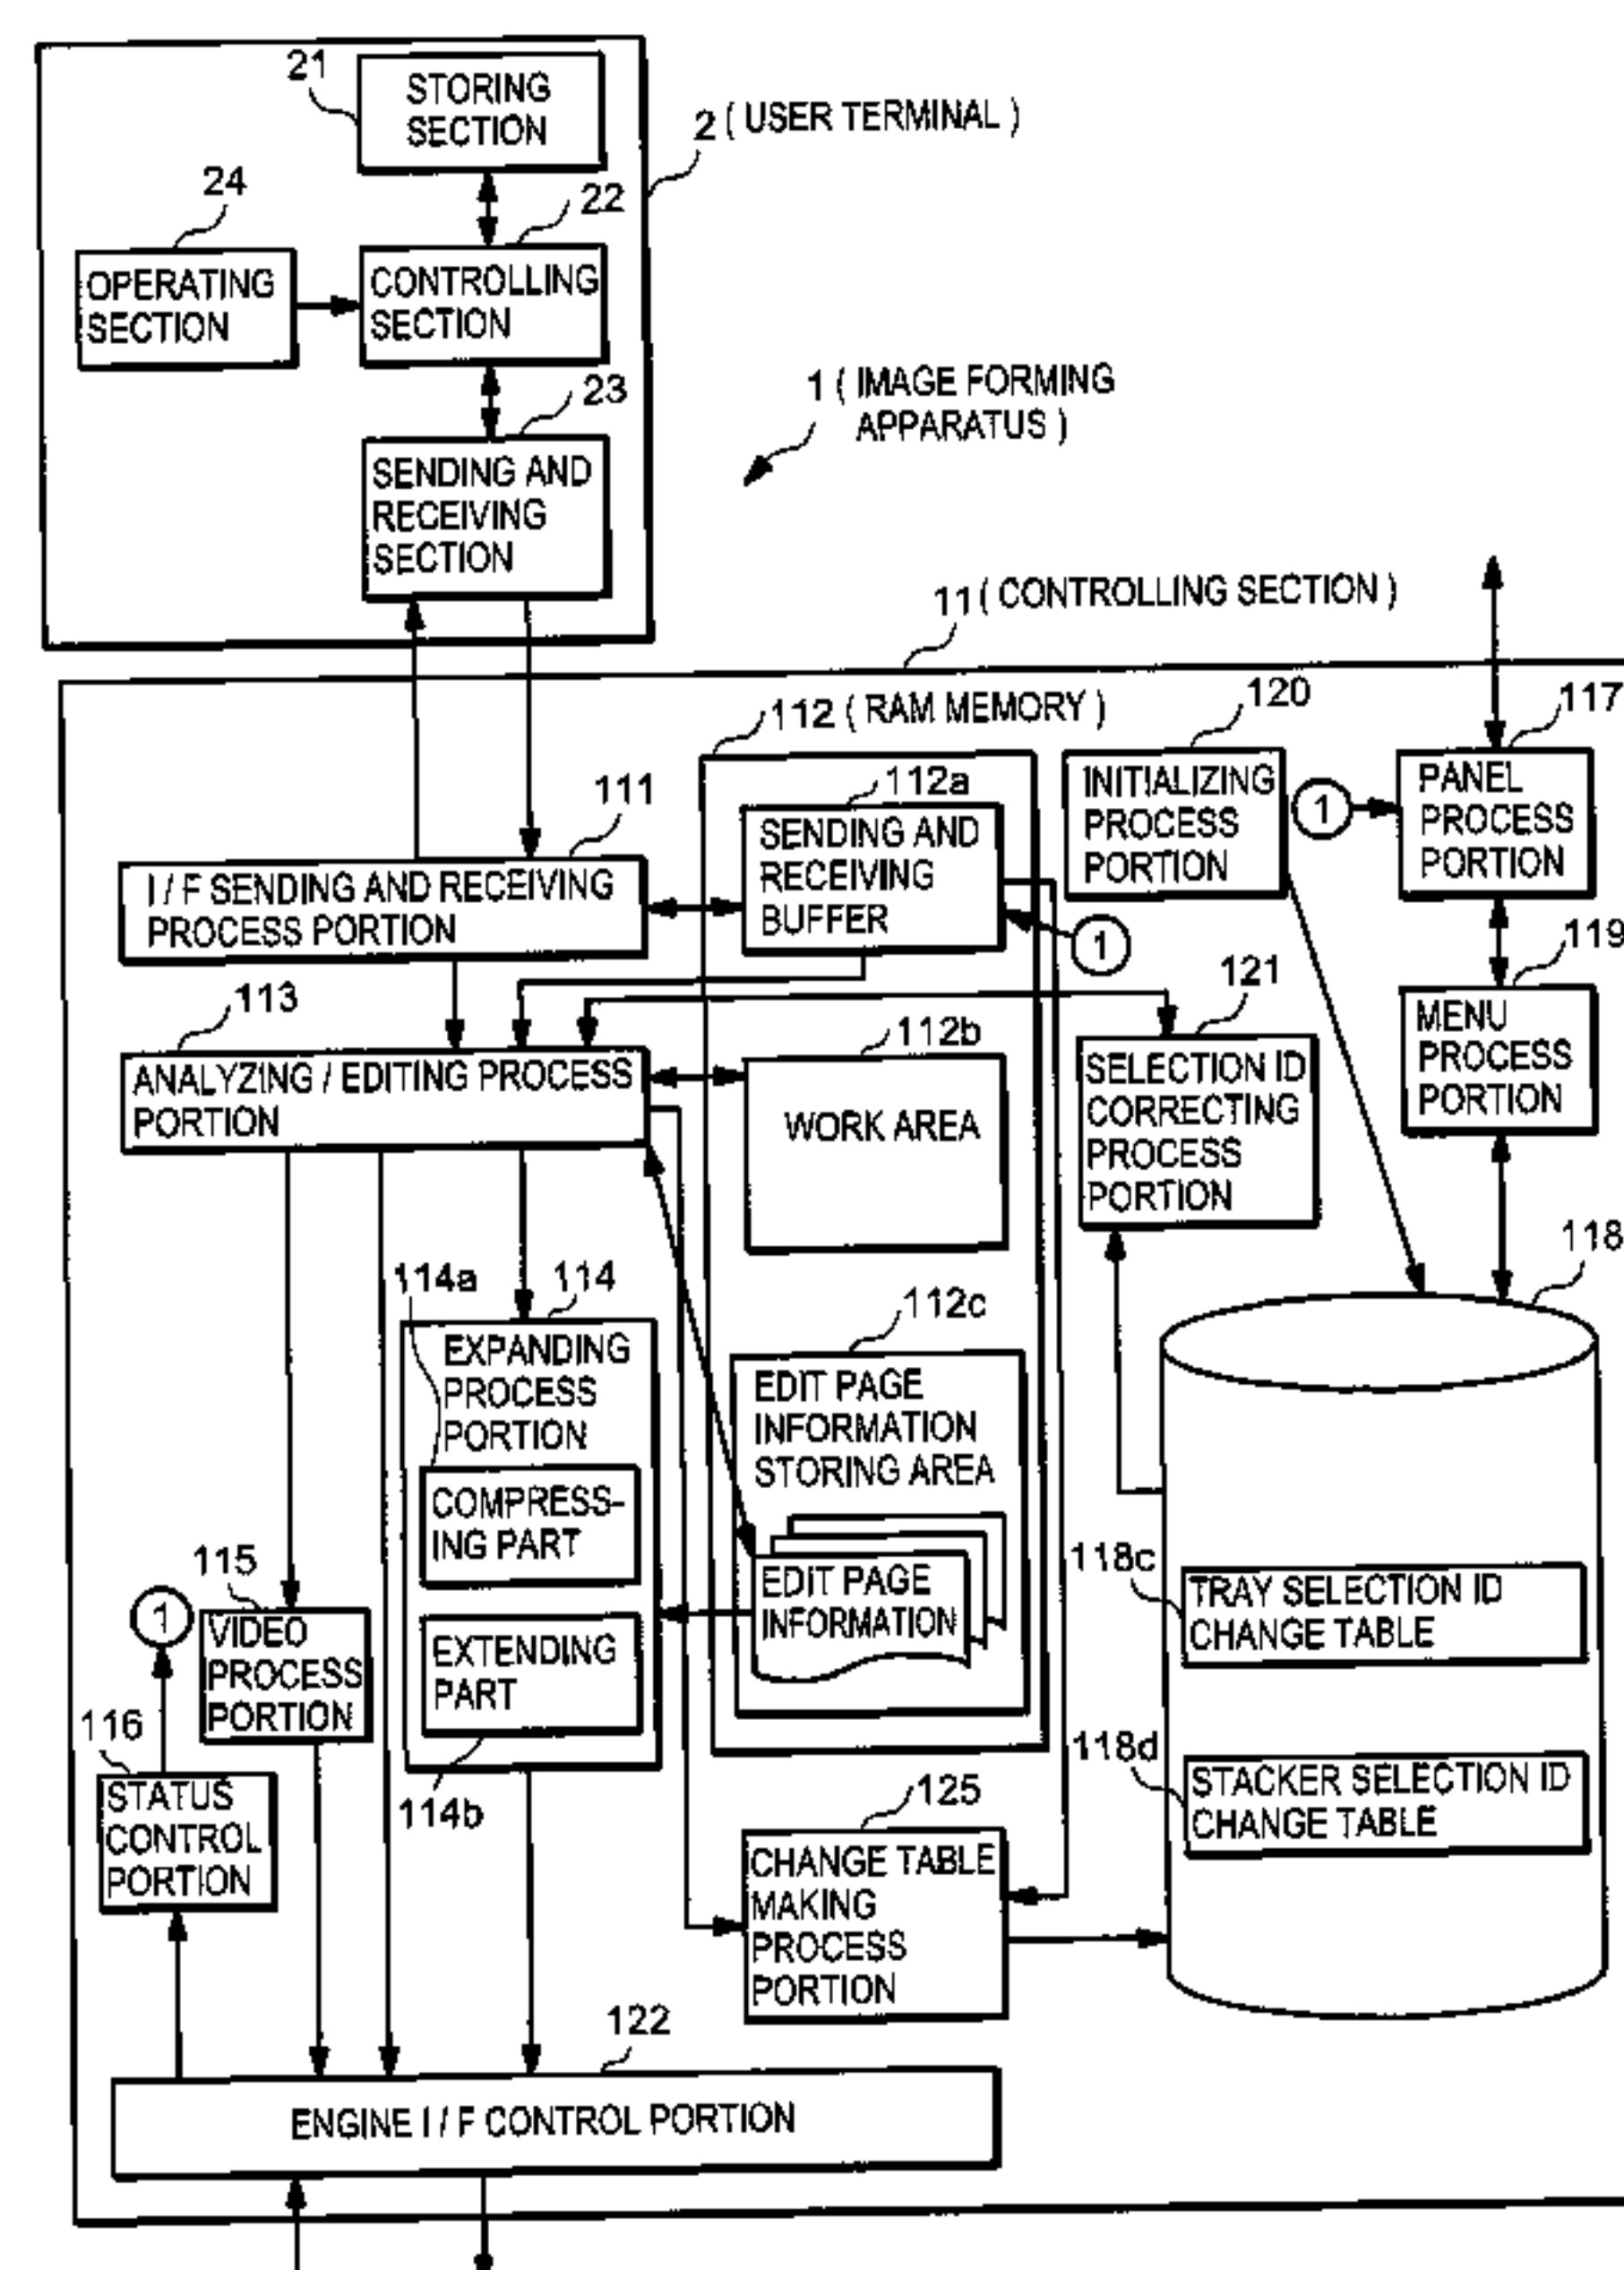 21
STORING
SECTION
2 ( USER TERMINAL )
24
22
OPERATING
SECTION
CONTROLLING
SECTION
23
1 ( IMAGE FORMING
APPARATUS )
SENDING AND
RECEIVING
SECTION
11 ( CONTROLLING SECTION )
112 ( RAM MEMORY )
120
117
111
112a
INITIALIZING
PROCESS
PORTION
1
PANEL
PROCESS
PORTION
I / F SENDING AND RECEIVING
PROCESS PORTION
SENDING AND
RECEIVING
BUFFER
1
119
113
121
MENU
PROCESS
PORTION
ANALYZING / EDITING PROCESS
PORTION
112b
WORK AREA
SELECTION ID
CORRECTING
PROCESS
PORTION
118
114a
114
112c
EXPANDING
PROCESS
PORTION
EDIT PAGE
INFORMATION
STORING AREA
COMPRESS-
ING PART
115
1
VIDEO
PROCESS
PORTION
EDIT PAGE
INFORMATION
118c
TRAY SELECTION ID
CHANGE TABLE
EXTENDING
PART
116
STATUS
CONTROL
PORTION
114b
118d
STACKER SELECTION ID
CHANGE TABLE
125
CHANGE TABLE
MAKING
PROCESS
PORTION
122
ENGINE I / F CONTROL PORTION